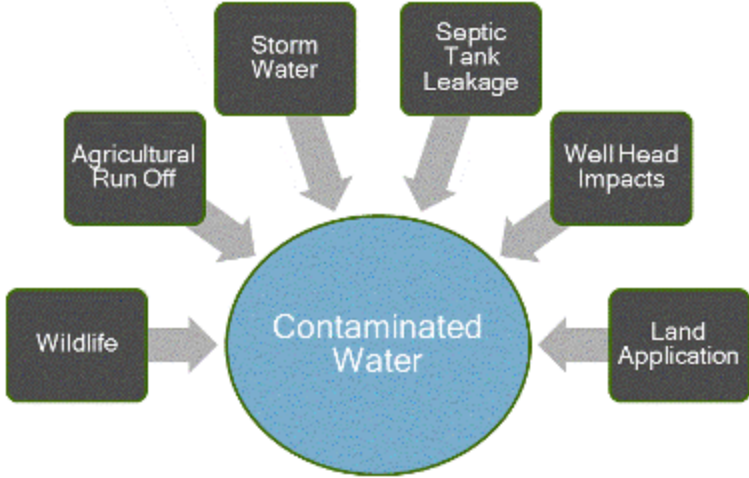 Storm
Water
Septic
Tank
Leakage
Agricultural
Run Off
Well Head
Impacts
Wildlife
Contaminated
Water
Land
Application